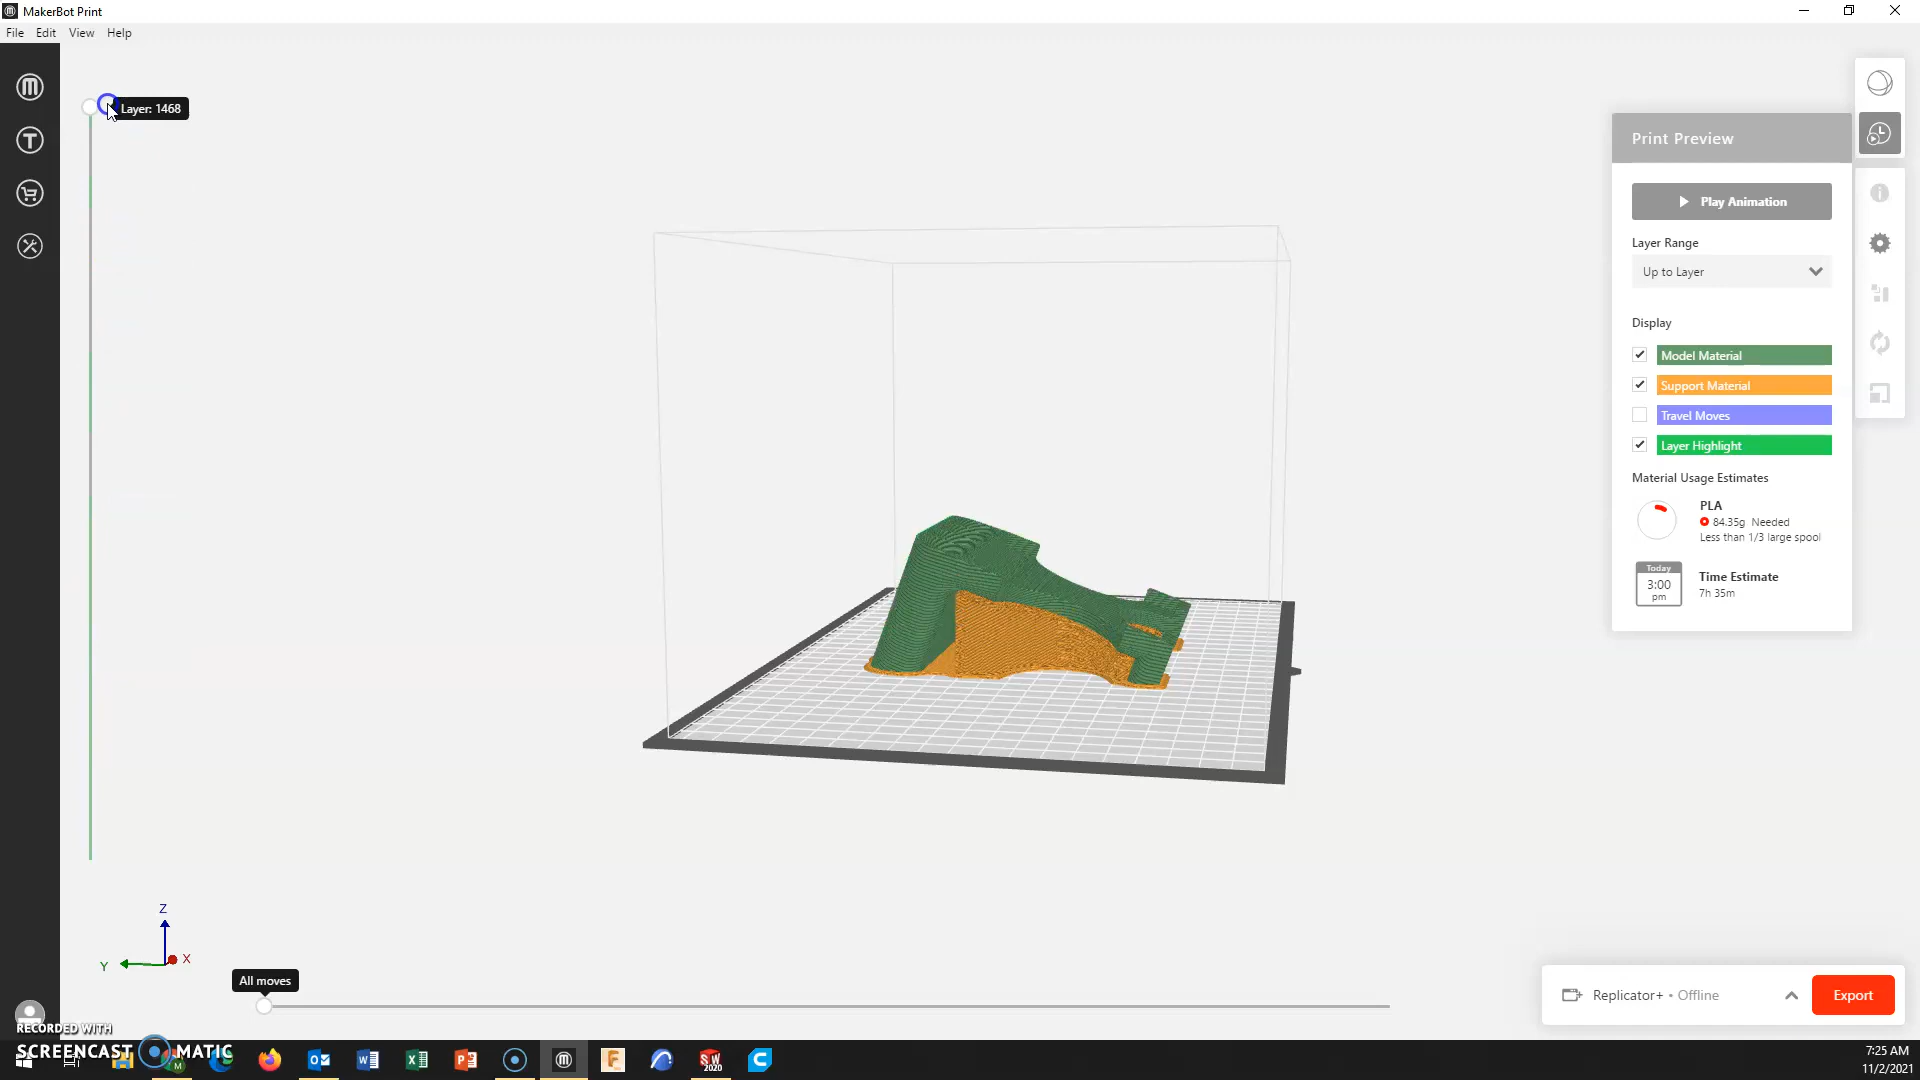 MakerBot Print
File Edit View Help
Layer: 1468
Print Preview
Play Animation
Layer Range
Up to Layer
Display
Model Material
Support Material
Travel Moves
Layer Highlight
Material Usage Estimates
PLA
84.35g Needed
Less than 1/3 large spool
Today
3:00
pm
Time Estimate
7h 35m
Z
Y
X
All moves
Replicator+ • Offline
Export
RECORDED WITH
SCREENCAST MATIC
SW
2020
7:25 AM
11/2/2021